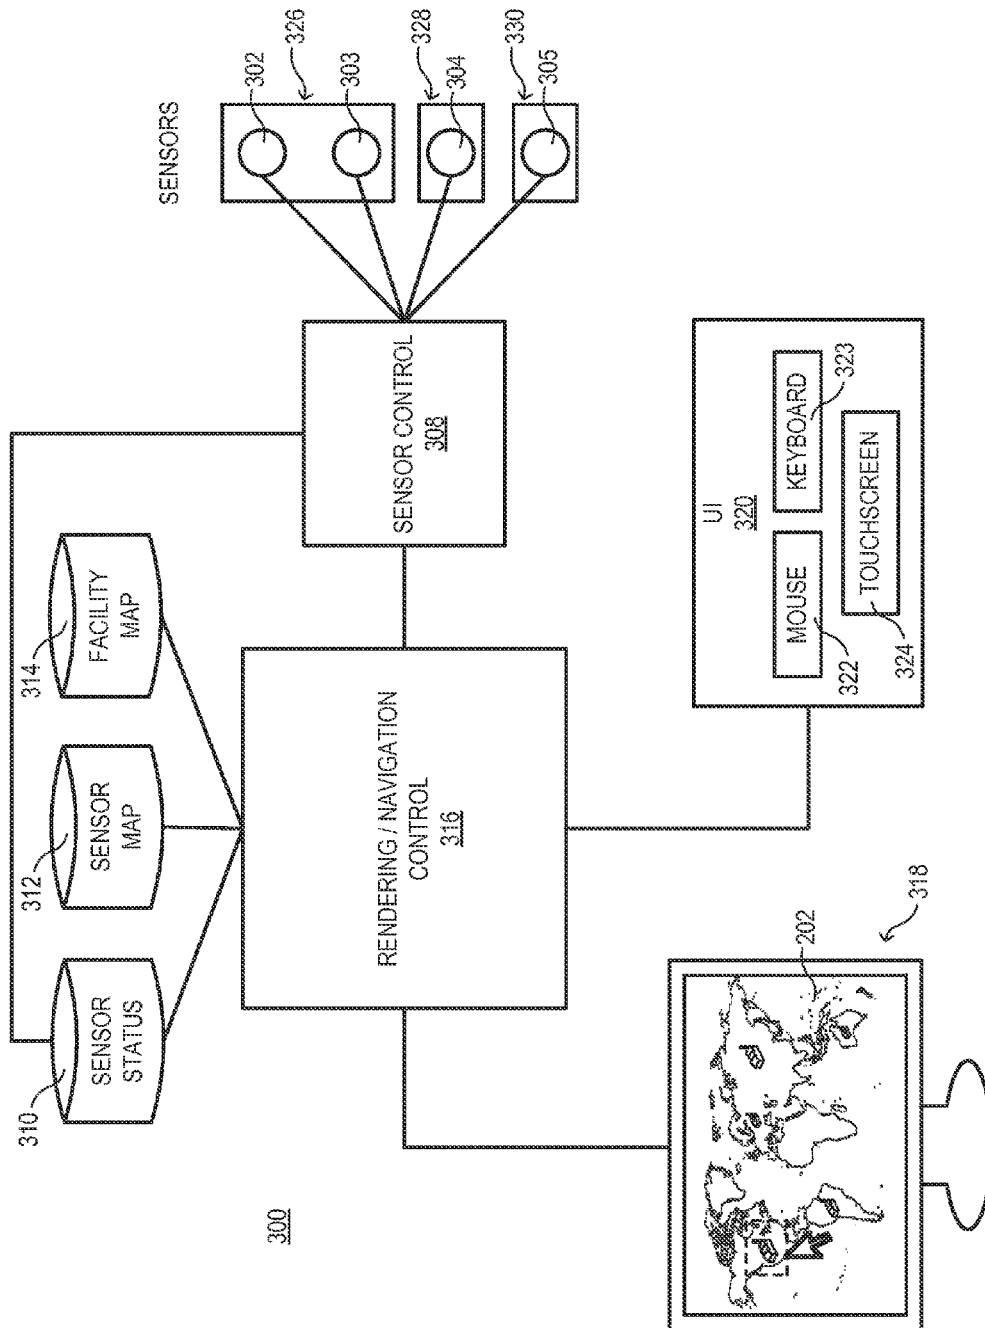 310
SENSOR
STATUS
312
SENSOR
MAP
314
FACILITY
MAP
SENSORS
302
303
326
304
328
305
330
SENSOR CONTROL
308
RENDERING / NAVIGATION
CONTROL
316
300
UI
320
MOUSE
322
KEYBOARD
323
TOUCHSCREEN
324
202
318